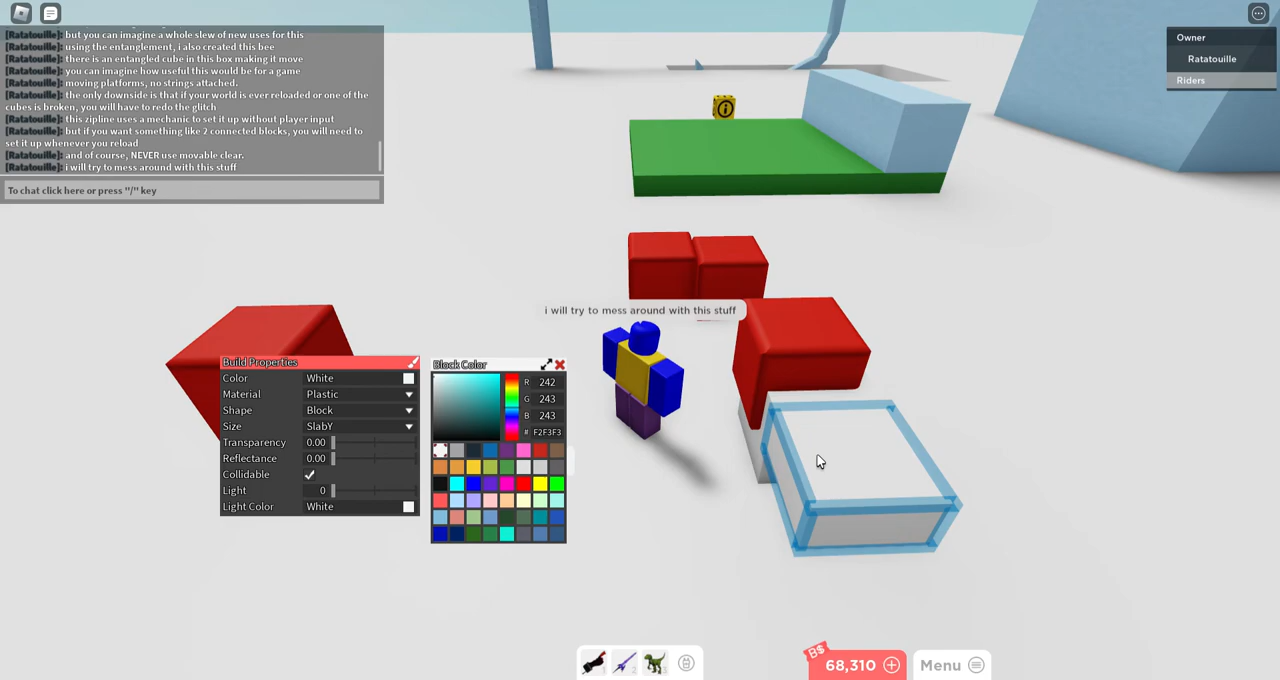 [Ratatouille]: but you can imagine a whole slew of new uses for this
[Ratatouille]: using the entanglement, i also created this bee
[Ratatouille]: there is an entangled cube in this box making it move
[Ratatouille]: you can imagine how useful this would be for a game
[Ratatouille]: moving platforms, no strings attached.
[Ratatouille]: the only downside is that if your world is ever reloaded or one of the
cubes is broken, you will have to redo the glitch
[Ratatouille]: this zipline uses a mechanic to set it up without player input
[Ratatouille]: but if you want something like 2 connected blocks, you will need to
set it up whenever you reload
[Ratatouille]: and of course, NEVER use movable clear.
[Ratatouille]: i will try to mess around with this stuff
To chat click here or press "/" key
Owner
Ratatouille
Riders
i will try to mess around with this stuff
Build Properties
Color White
Material Plastic
Shape Block
Size SlabY
Transparency 0.00
Reflectance 0.00
Collidable
Light 0
Light Color White
Block Color
R 242
G 243
B 243
# F2F3F3
1
2
3
B$
68,310
Menu